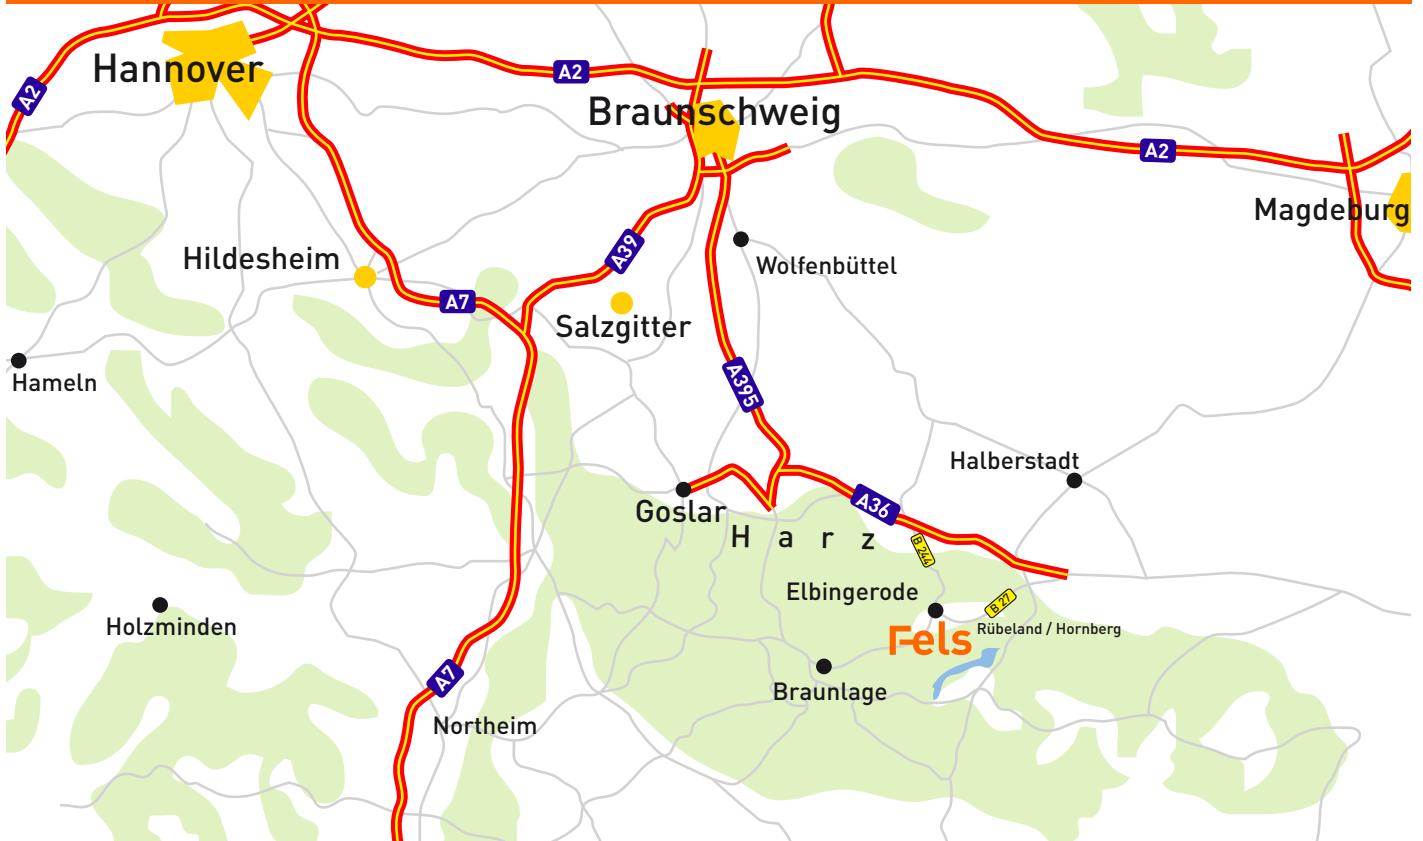 Hannover
A2
A2
Braunschweig
A2
Magdeburg
Hildesheim
A39
Wolfenbüttel
A7
Salzgitter
Hameln
A395
Halberstadt
Goslar
A36
Harz
B 244
Elbingerode
B 27
Holzminden
Fels
Rübeland / Hornberg
A7
Braunlage
Northeim